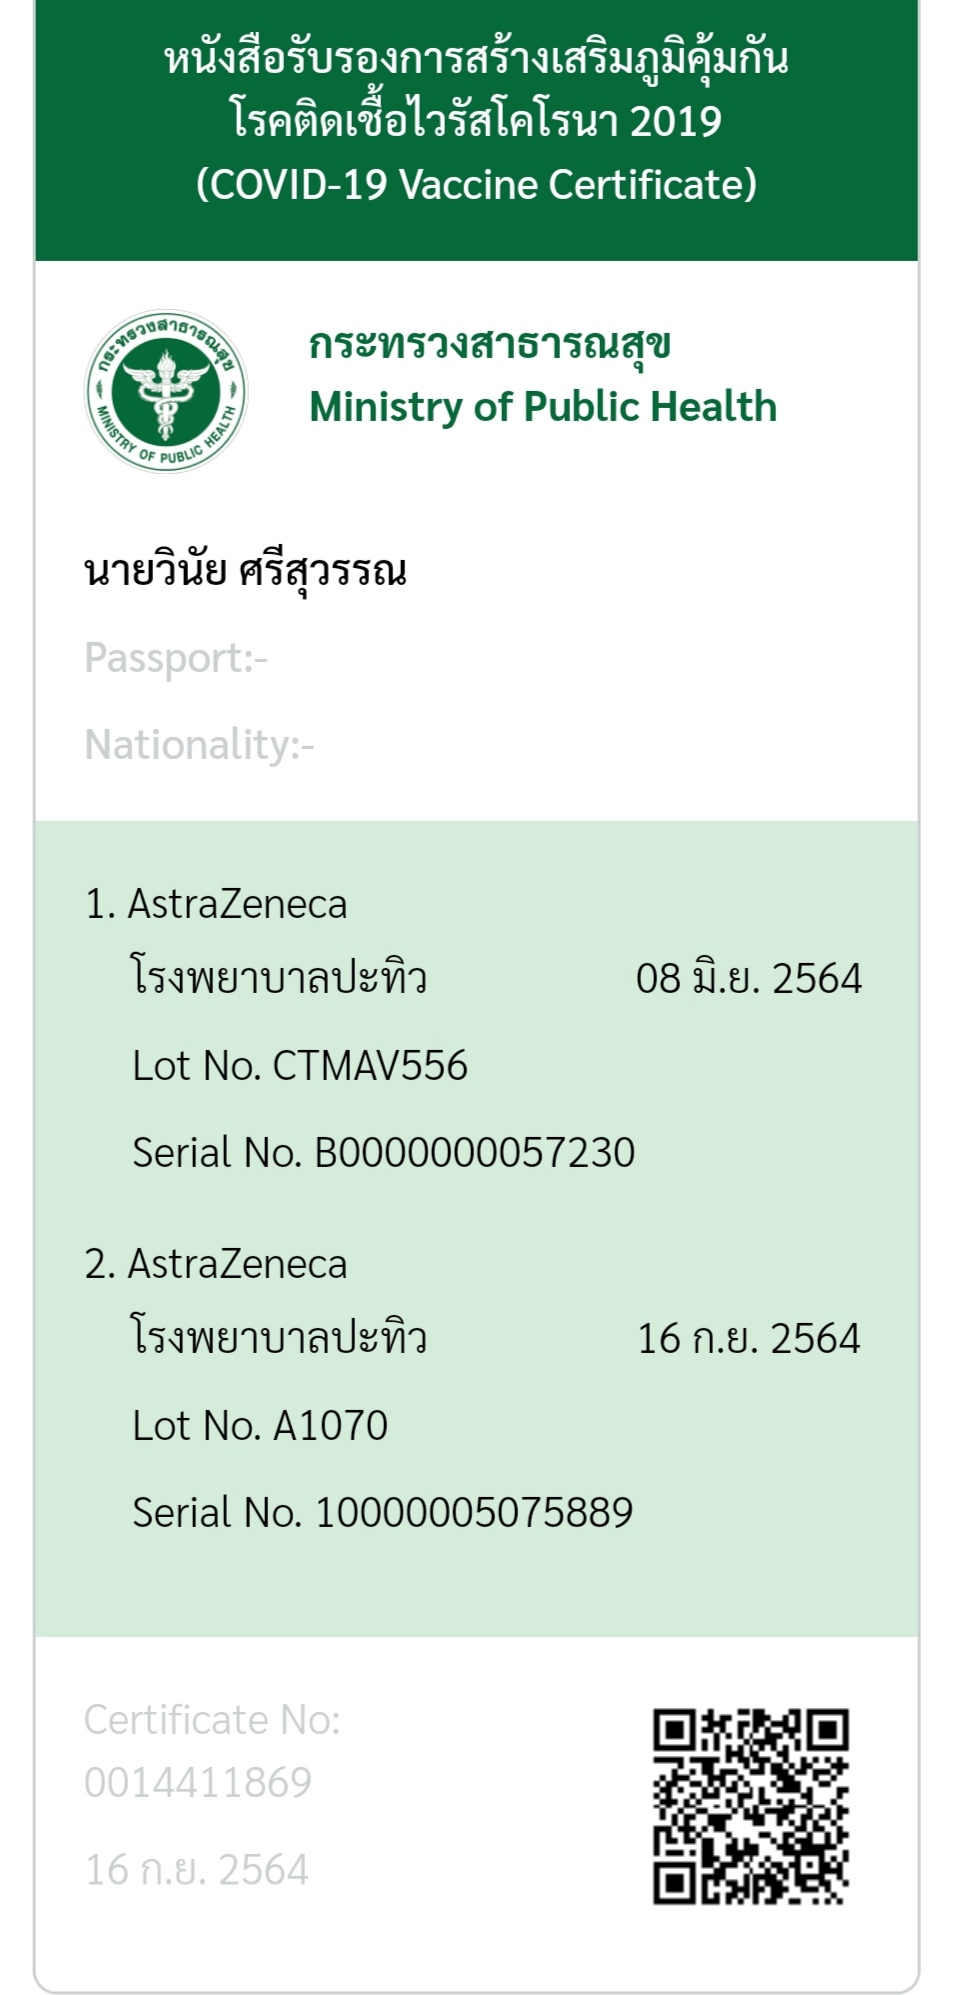 หนังสือรับรองการสร้างเสริมภูมิคุ้มกัน
โรคติดเชื้อไวรัสโคโรนา 2019
(COVID-19 Vaccine Certificate)
กระทรวงสาธารณสุข
MINISTRY OF PUBLIC HEALTH
กระทรวงสาธารณสุข
Ministry of Public Health
นายวินัย ศรีสุวรรณ
Passport:-
Nationality:-
1. AstraZeneca
โรงพยาบาลปะทิว 08 มิ.ย. 2564
Lot No. CTMAV556
Serial No. B0000000057230
2. AstraZeneca
โรงพยาบาลปะทิว 16 ก.ย. 2564
Lot No. A1070
Serial No. 10000005075889
Certificate No:
0014411869
16 ก.ย. 2564